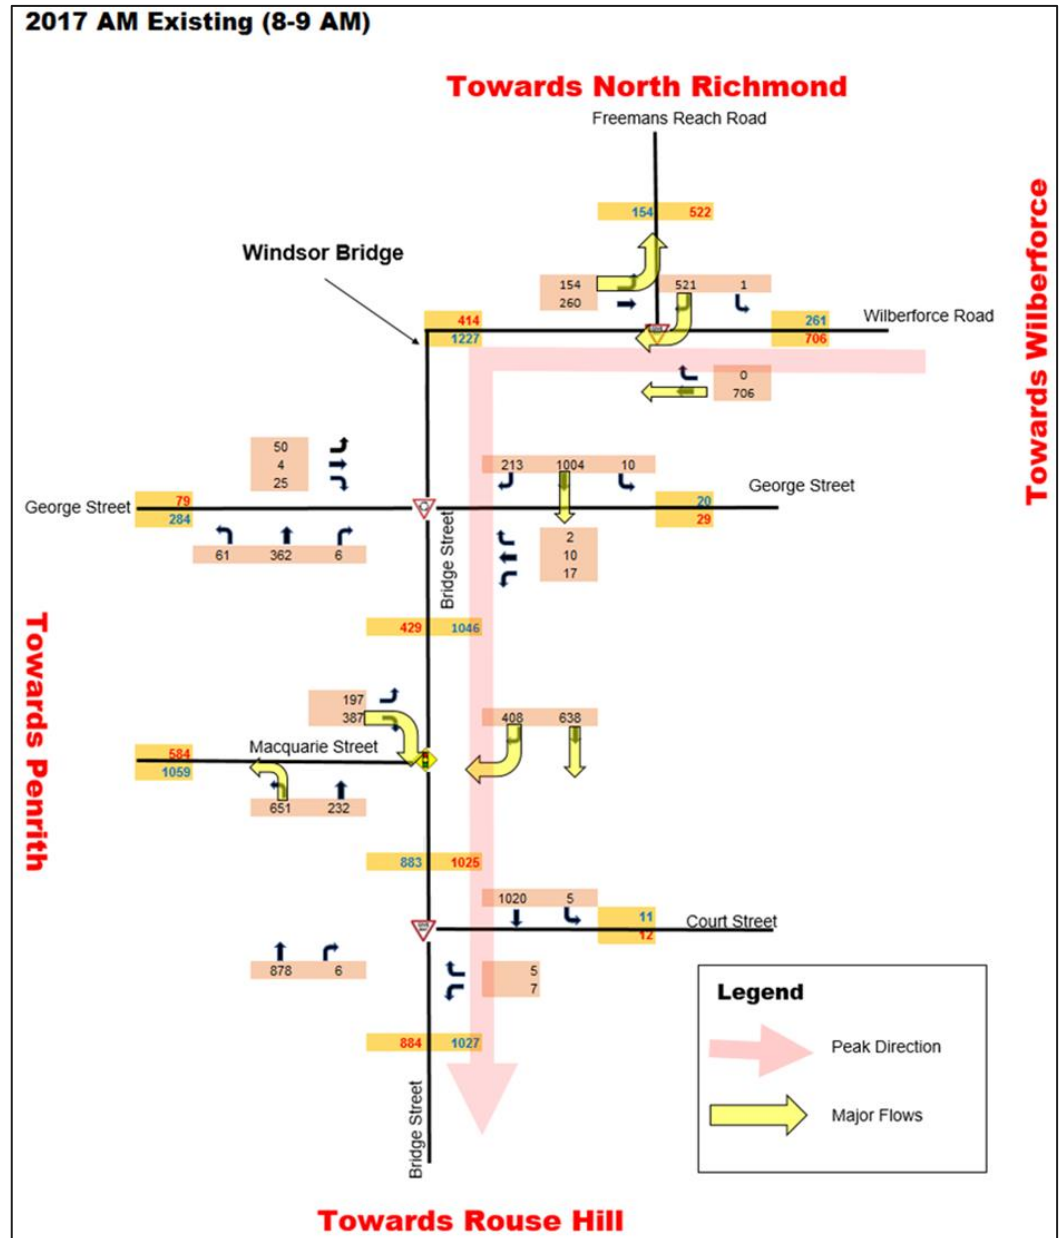 2017 AM Existing (8-9 AM)
Towards North Richmond
Freemans Reach Road
154 522
Windsor Bridge
154
260
521 1
Wilberforce Road
414
1227
261
706
0
706
Towards Wilberforce
50
4
25
213 1004 10
George Street
79
284
George Street
20
29
61 362 6
2
10
17
Bridge Street
429 1046
Towards Penrith
197
387
408 638
Macquarie Street
584
1059
651 232
883 1025
1020 5
11
12
Court Street
878 6
5
7
884 1027
Bridge Street
Legend
Peak Direction
Major Flows
Towards Rouse Hill